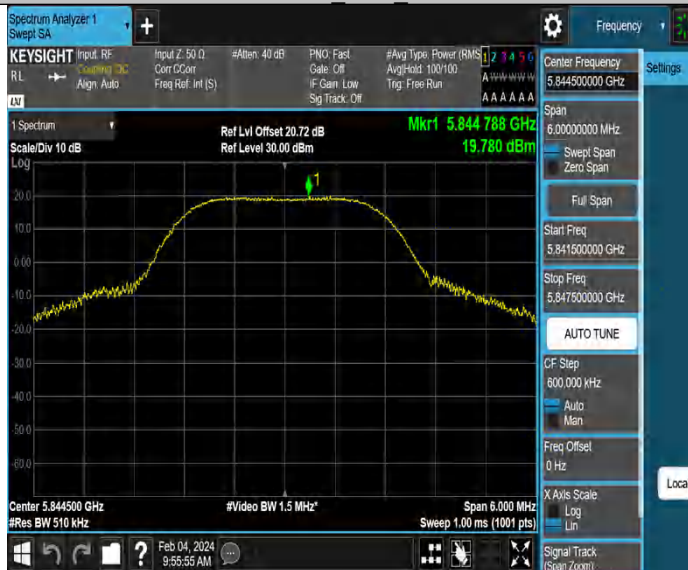 Spectrum Analyzer 1
Swept SA
+
Frequency
KEYSIGHT
Input: RF
Coupling: DC
Align: Auto
Input Z: 50 Ω
Corr CCorr
Freq Ref: Int (S)
#Atten: 40 dB
PNO: Fast
Gate: Off
IF Gain: Low
Sig Track: Off
#Avg Type: Power (RMS
Avg|Hold: 100/100
Trig: Free Run
1 2 3 4 5 6
A W W W W W
A A A A A A
RL
LXI
Center Frequency
5.844500000 GHz
Settings
Span
6.00000000 MHz
Swept Span
Zero Span
Full Span
Start Freq
5.841500000 GHz
Stop Freq
5.847500000 GHz
AUTO TUNE
CF Step
600.000 kHz
Auto
Man
Freq Offset
0 Hz
X Axis Scale
Log
Lin
Signal Track
(Span Zoom)
Loca
1 Spectrum
Scale/Div 10 dB
Log
Ref Lvl Offset 20.72 dB
Ref Level 30.00 dBm
Mkr1 5.844 788 GHz
19.780 dBm
1
20.0
10.0
0.00
-10.0
-20.0
-30.0
-40.0
-50.0
-60.0
Center 5.844500 GHz
#Res BW 510 kHz
#Video BW 1.5 MHz*
Span 6.000 MHz
Sweep 1.00 ms (1001 pts)
?
Feb 04, 2024
9:55:55 AM